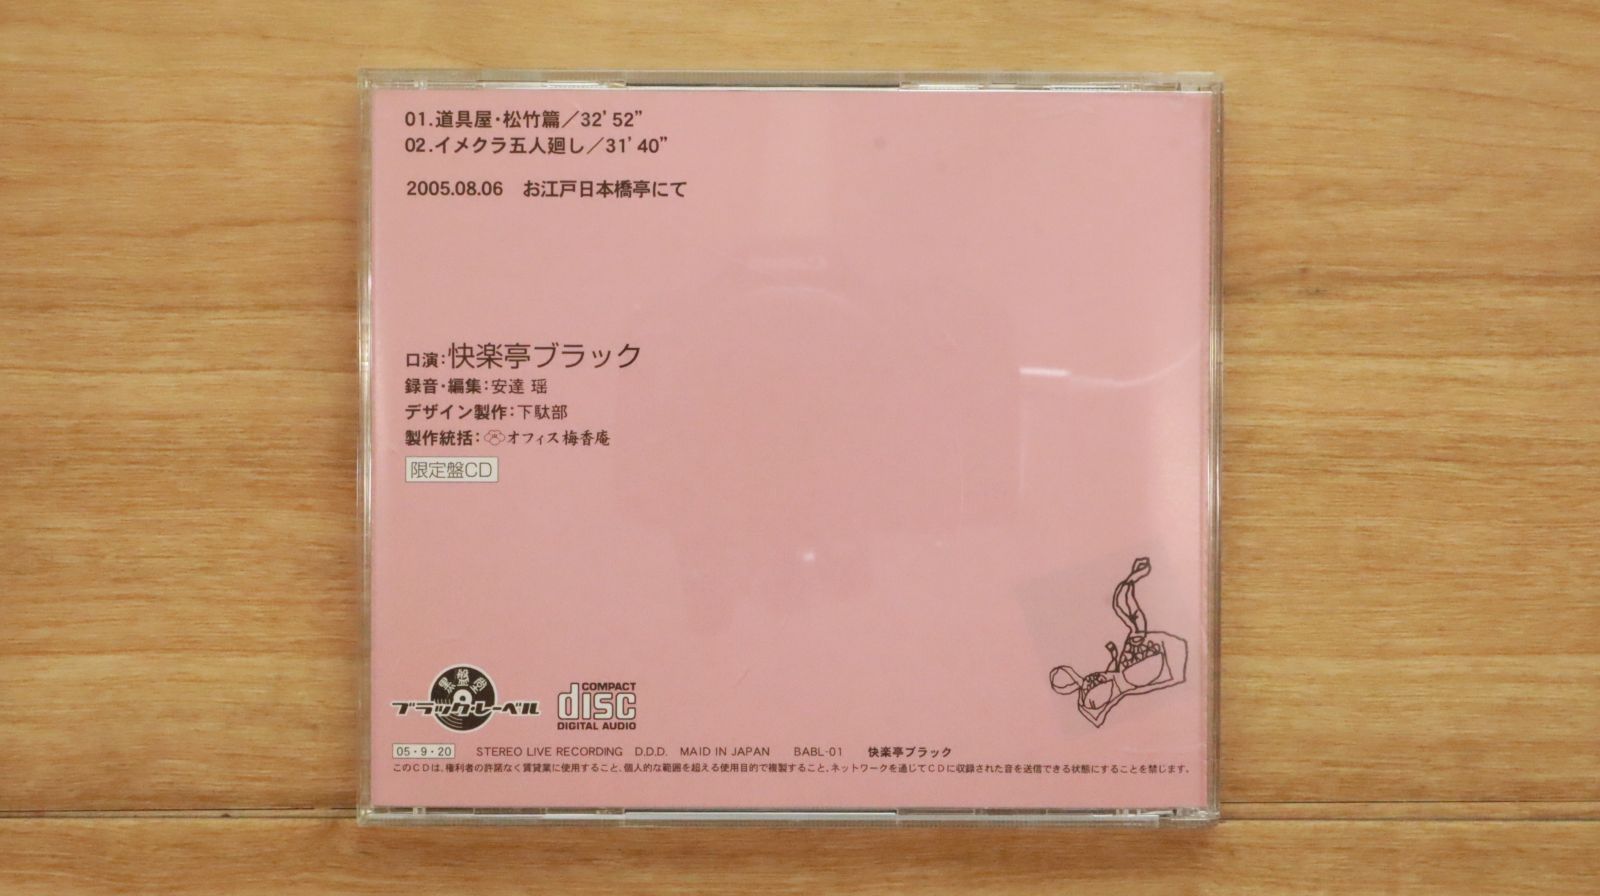 01.道具屋・松竹篇／32’52”
02.イメクラ五人廻し／31’40”
2005.08.06　お江戸日本橋亭にて
口演：快楽亭ブラック
録音・編集：安達 瑶
デザイン製作：下駄部
製作統括：オフィス梅香庵
限定盤CD
黒盤堂
ブラック・レーベル
COMPACT
disc
DIGITAL AUDIO
05・9・20　STEREO LIVE RECORDING　D.D.D.　MAID IN JAPAN　BABL-01　快楽亭ブラック
このCDは、権利者の許諾なく賃貸業に使用すること、個人的な範囲を超える使用目的で複製すること、ネットワークを通じてCDに収録された音を送信できる状態にすることを禁じます。